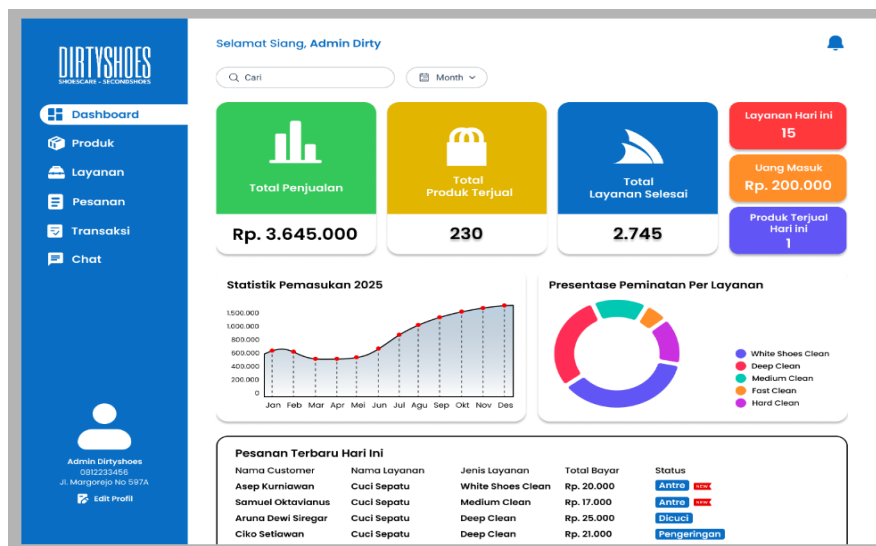 DIRTYSHOES
SHOESCARE - SECONDSHOES
Dashboard
Produk
Layanan
Pesanan
Transaksi
Chat
Admin Dirtyshoes
0812233456
Jl. Margorejo No 597A
Edit Profil
Selamat Siang, Admin Dirty
Cari
Month
Total Penjualan
Rp. 3.645.000
Total
Produk Terjual
230
Total
Layanan Selesai
2.745
Layanan Hari ini
15
Uang Masuk
Rp. 200.000
Produk Terjual
Hari ini
1
Statistik Pemasukan 2025
1.500.000
1.000.000
800.000
600.000
400.000
200.000
0
Jan Feb Mar Apr Mei Jun Jul Agu Sep Okt Nov Des
Presentase Peminatan Per Layanan
White Shoes Clean
Deep Clean
Medium Clean
Fast Clean
Hard Clean
Pesanan Terbaru Hari Ini
Nama Customer Nama Layanan Jenis Layanan Total Bayar Status
Asep Kurniawan Cuci Sepatu White Shoes Clean Rp. 20.000 Antre NEW
Samuel Oktavianus Cuci Sepatu Medium Clean Rp. 17.000 Antre NEW
Aruna Dewi Siregar Cuci Sepatu Deep Clean Rp. 25.000 Dicuci
Ciko Setiawan Cuci Sepatu Deep Clean Rp. 21.000 Pengeringan